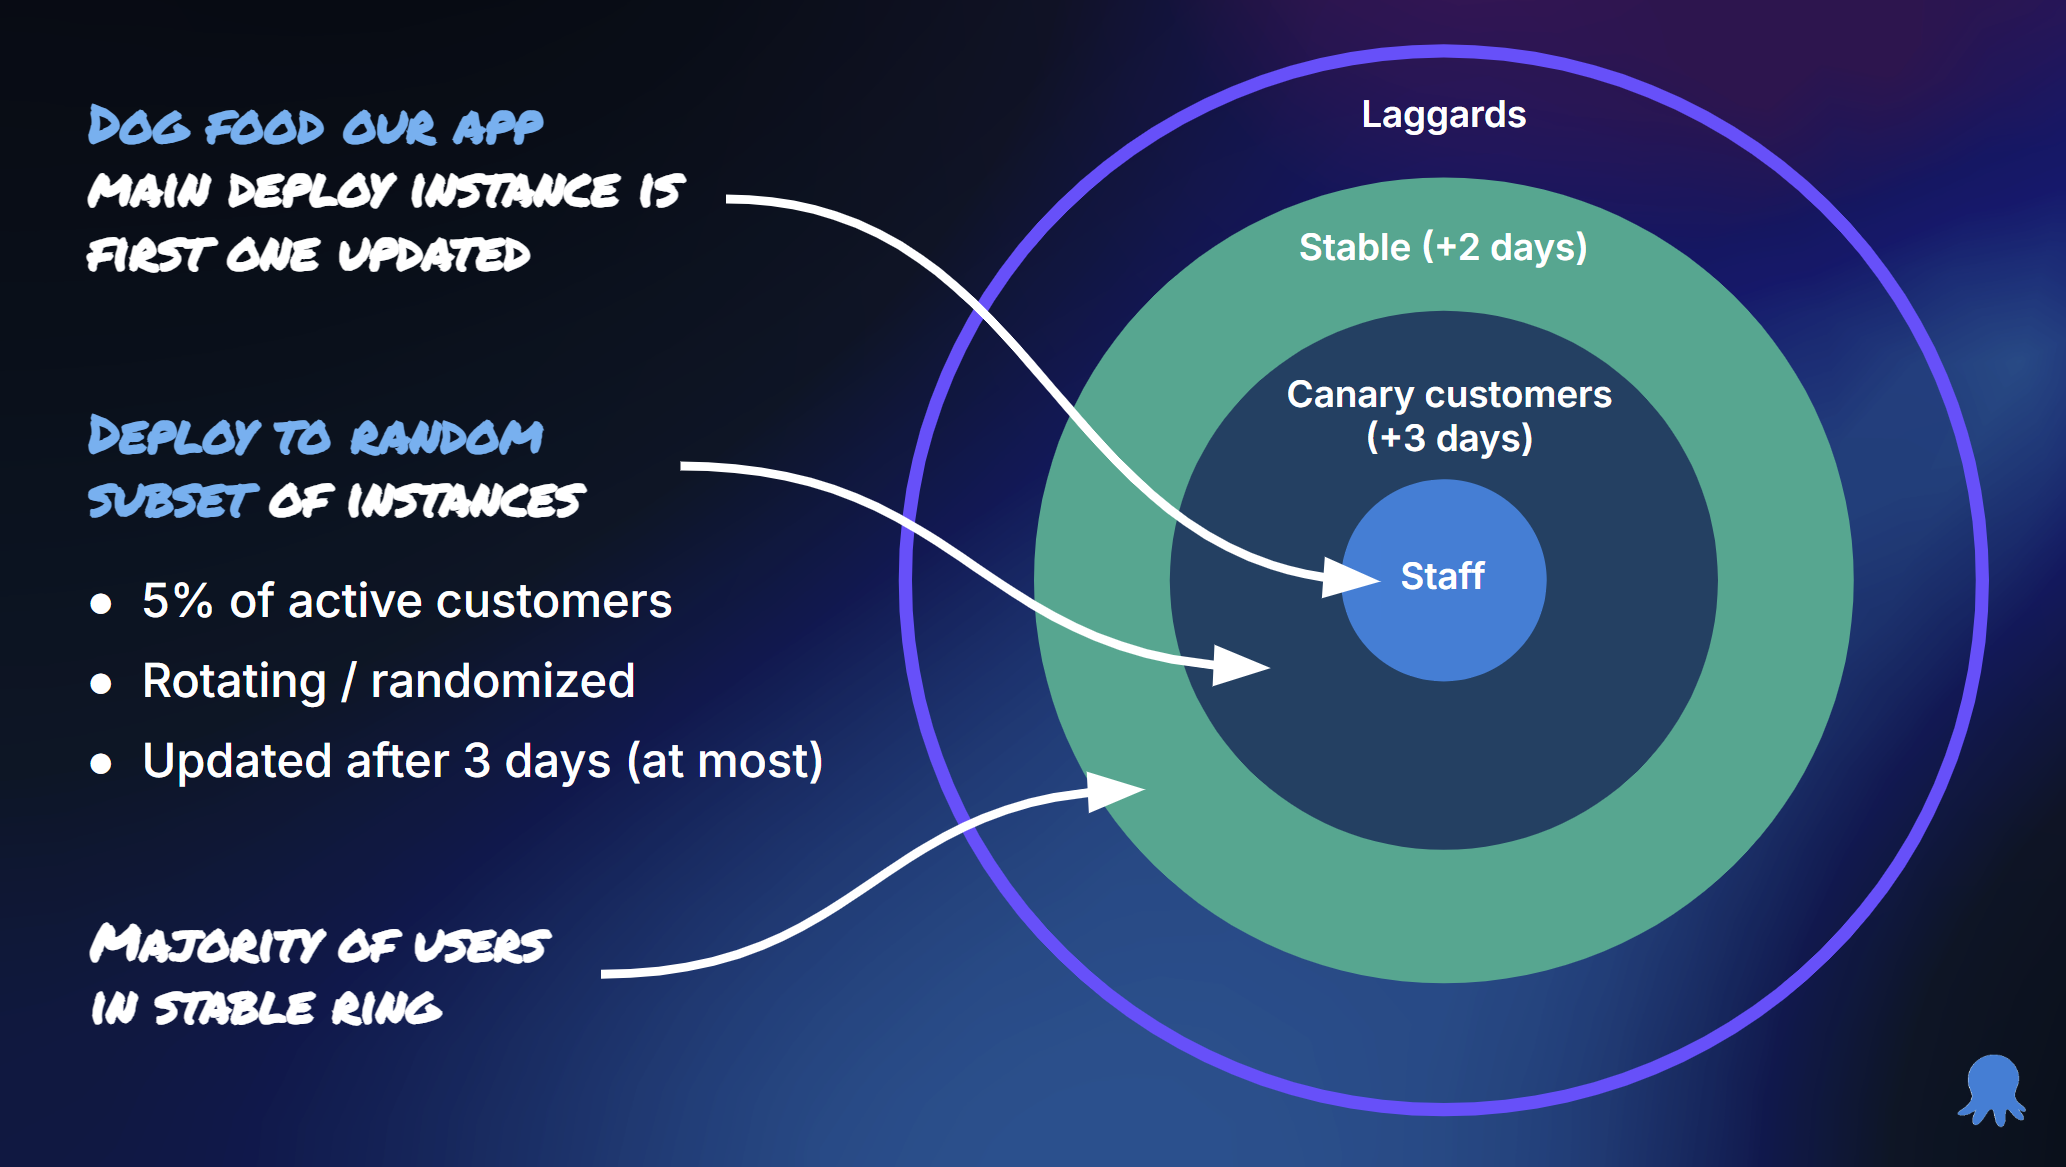 Dog food our app
main deploy instance is
first one updated
Deploy to random
subset of instances
● 5% of active customers
● Rotating / randomized
● Updated after 3 days (at most)
Majority of users
in stable ring
Laggards
Stable (+2 days)
Canary customers
(+3 days)
Staff